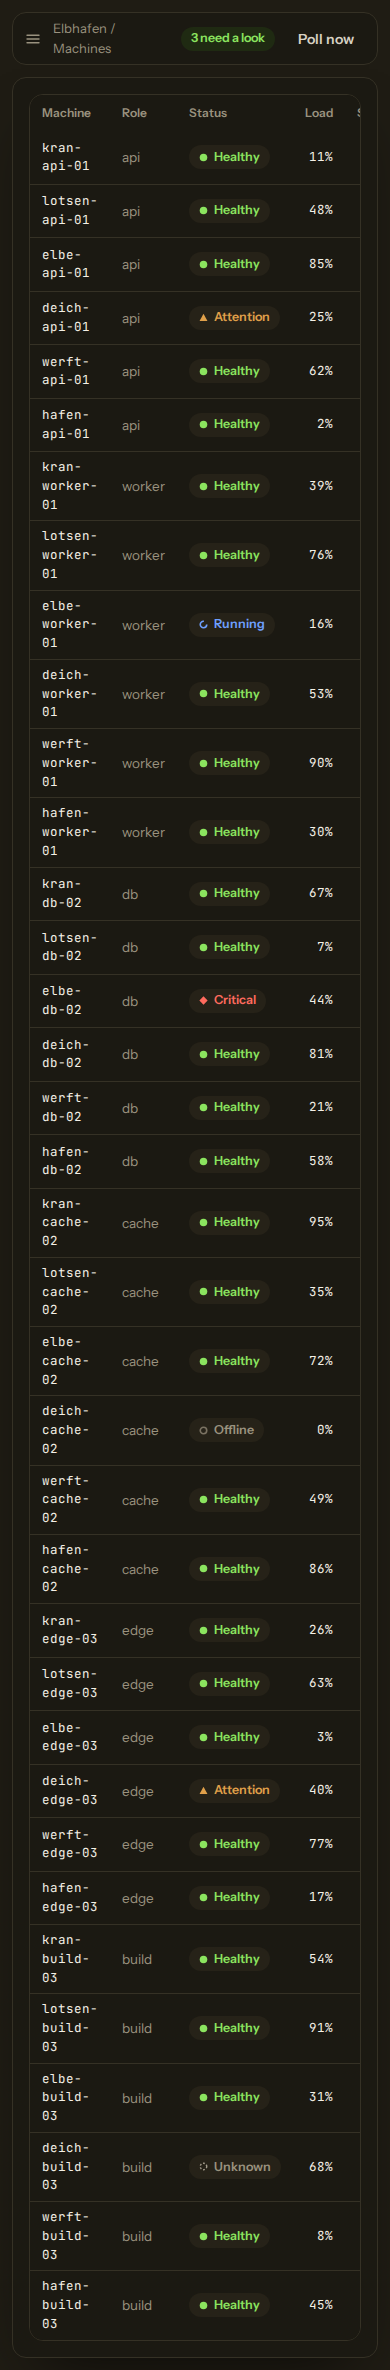 Elbhafen /
Machines
3 need a look
Poll now
Machine Role Status Load
kran-
api-01
api Healthy 11%
lotsen-
api-01
api Healthy 48%
elbe-
api-01
api Healthy 85%
deich-
api-01
api Attention 25%
werft-
api-01
api Healthy 62%
hafen-
api-01
api Healthy 2%
kran-
worker-
01
worker Healthy 39%
lotsen-
worker-
01
worker Healthy 76%
elbe-
worker-
01
worker Running 16%
deich-
worker-
01
worker Healthy 53%
werft-
worker-
01
worker Healthy 90%
hafen-
worker-
01
worker Healthy 30%
kran-
db-02
db Healthy 67%
lotsen-
db-02
db Healthy 7%
elbe-
db-02
db Critical 44%
deich-
db-02
db Healthy 81%
werft-
db-02
db Healthy 21%
hafen-
db-02
db Healthy 58%
kran-
cache-
02
cache Healthy 95%
lotsen-
cache-
02
cache Healthy 35%
elbe-
cache-
02
cache Healthy 72%
deich-
cache-
02
cache Offline 0%
werft-
cache-
02
cache Healthy 49%
hafen-
cache-
02
cache Healthy 86%
kran-
edge-03
edge Healthy 26%
lotsen-
edge-03
edge Healthy 63%
elbe-
edge-03
edge Healthy 3%
deich-
edge-03
edge Attention 40%
werft-
edge-03
edge Healthy 77%
hafen-
edge-03
edge Healthy 17%
kran-
build-
03
build Healthy 54%
lotsen-
build-
03
build Healthy 91%
elbe-
build-
03
build Healthy 31%
deich-
build-
03
build Unknown 68%
werft-
build-
03
build Healthy 8%
hafen-
build-
03
build Healthy 45%